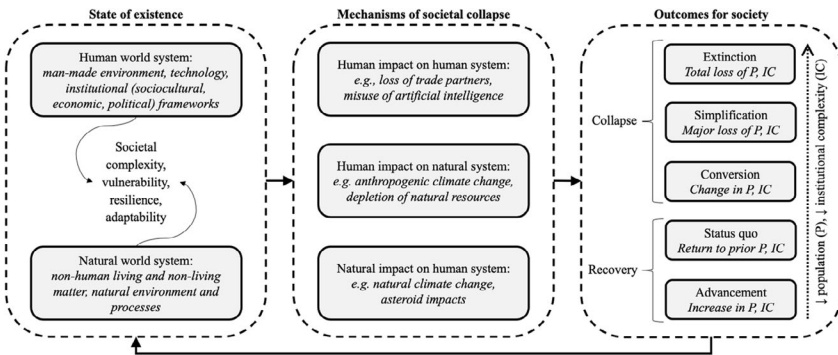 State of existence
Human world system:
man-made environment, technology,
institutional (sociocultural,
economic, political) frameworks
Societal
complexity,
vulnerability,
resilience,
adaptability
Natural world system:
non-human living and non-living
matter, natural environment and
processes
Mechanisms of societal collapse
Human impact on human system:
e.g., loss of trade partners,
misuse of artificial intelligence
Human impact on natural system:
e.g. anthropogenic climate change,
depletion of natural resources
Natural impact on human system:
e.g. natural climate change,
asteroid impacts
Outcomes for society
Collapse
Extinction
Total loss of P, IC
Simplification
Major loss of P, IC
Conversion
Change in P, IC
Recovery
Status quo
Return to prior P, IC
Advancement
Increase in P, IC
↓ population (P), ↓ institutional complexity (IC)